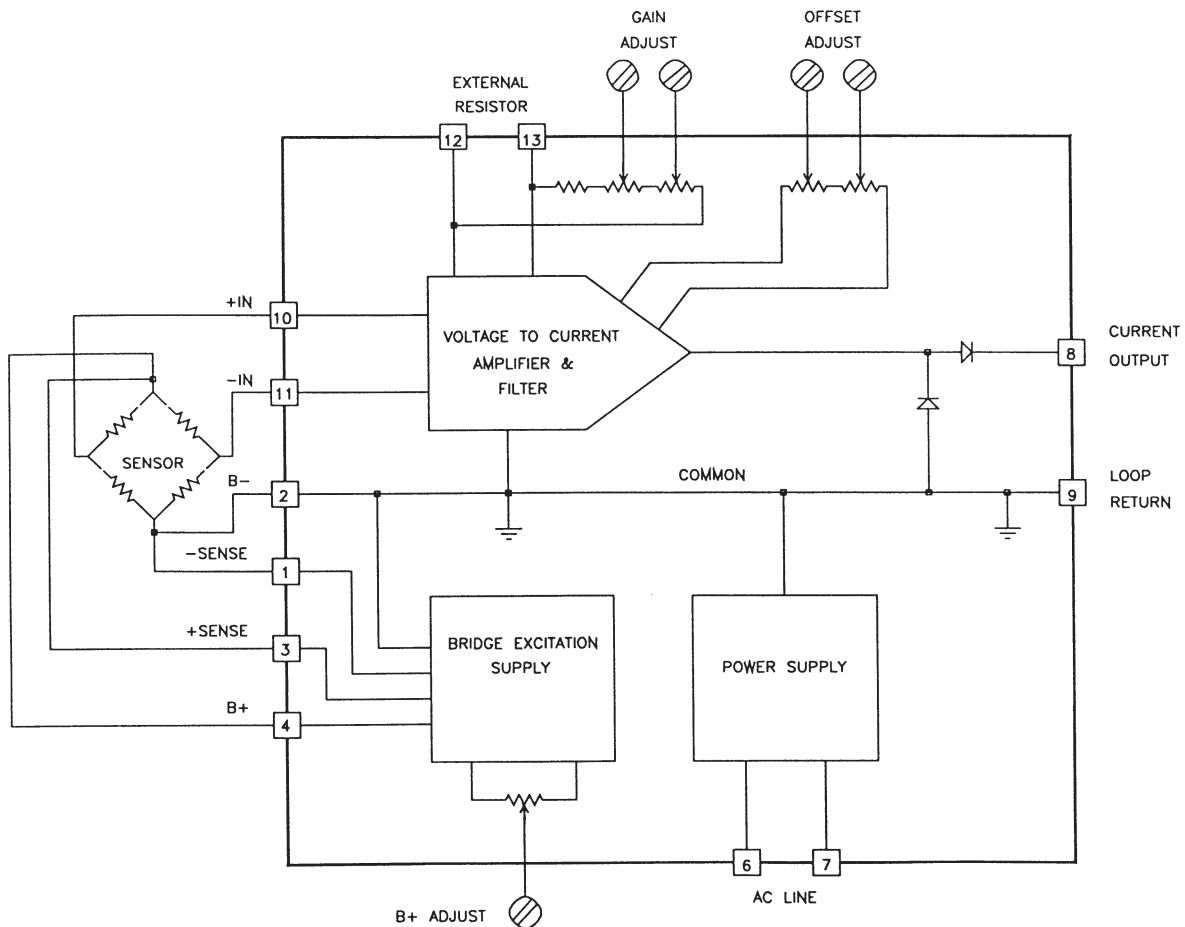 GAIN
ADJUST
OFFSET
ADJUST
EXTERNAL
RESISTOR
12
13
+IN
10
VOLTAGE TO CURRENT
AMPLIFIER &
FILTER
CURRENT
OUTPUT
8
-IN
11
SENSOR
B-
2
COMMON
9
LOOP
RETURN
-SENSE
1
+SENSE
3
BRIDGE EXCITATION
SUPPLY
POWER SUPPLY
B+
4
6
7
AC LINE
B+ ADJUST